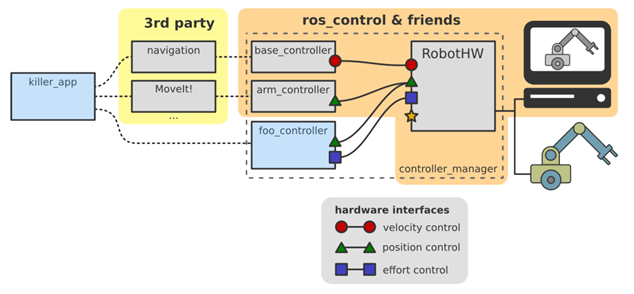 3rd party
ros_control & friends
killer_app
navigation
MoveIt!
...
base_controller
arm_controller
foo_controller
RobotHW
controller_manager
hardware interfaces
velocity control
position control
effort control